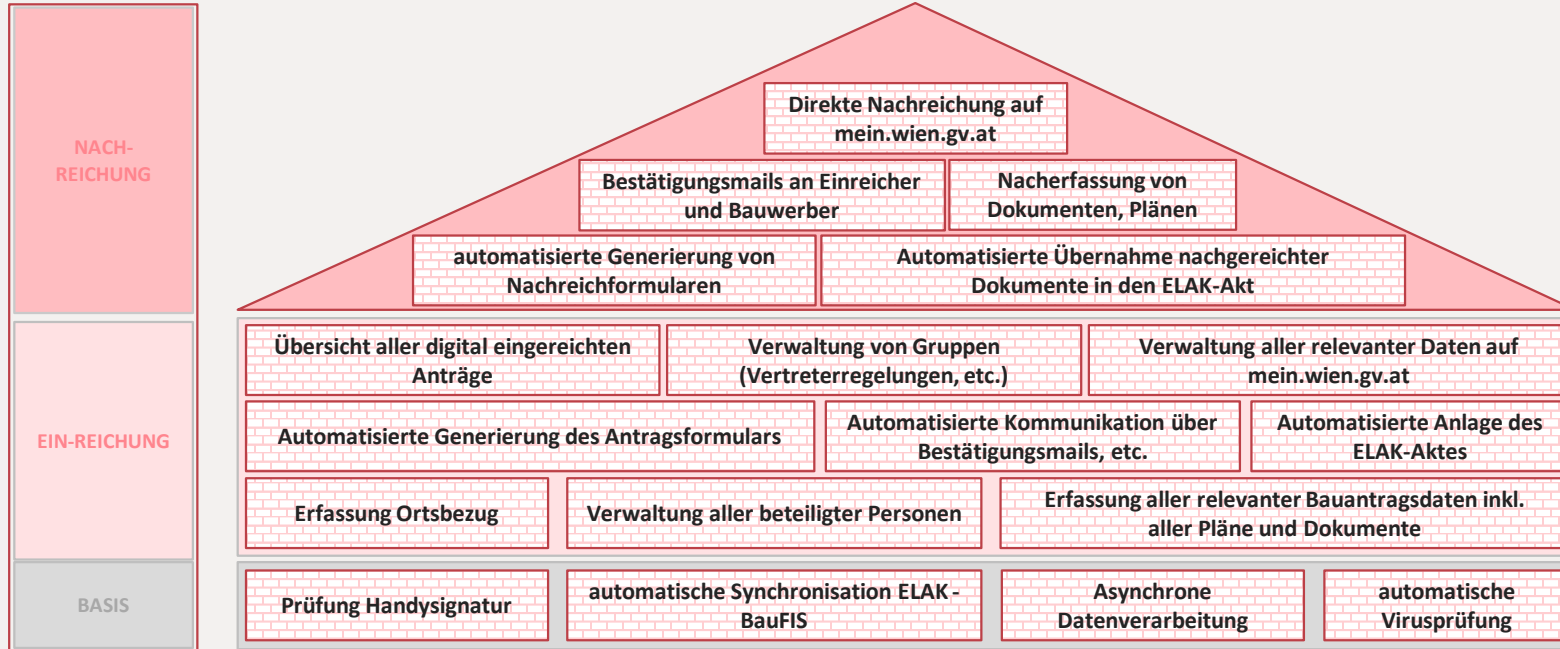 NACH-
REICHUNG
Direkte Nachreichung auf
mein.wien.gv.at
Bestätigungsmails an Einreicher
und Bauwerber
Nacherfassung von
Dokumenten, Plänen
automatisierte Generierung von
Nachreichformularen
Automatisierte Übernahme nachgereichter
Dokumente in den ELAK-Akt
EIN-REICHUNG
Übersicht aller digital eingereichten
Anträge
Verwaltung von Gruppen
(Vertreterregelungen, etc.)
Verwaltung aller relevanter Daten auf
mein.wien.gv.at
Automatisierte Generierung des Antragsformulars
Automatisierte Kommunikation über
Bestätigungsmails, etc.
Automatisierte Anlage des
ELAK-Aktes
Erfassung Ortsbezug
Verwaltung aller beteiligter Personen
Erfassung aller relevanter Bauantragsdaten inkl.
aller Pläne und Dokumente
BASIS
Prüfung Handysignatur
automatische Synchronisation ELAK -
BauFIS
Asynchrone
Datenverarbeitung
automatische
Virusprüfung